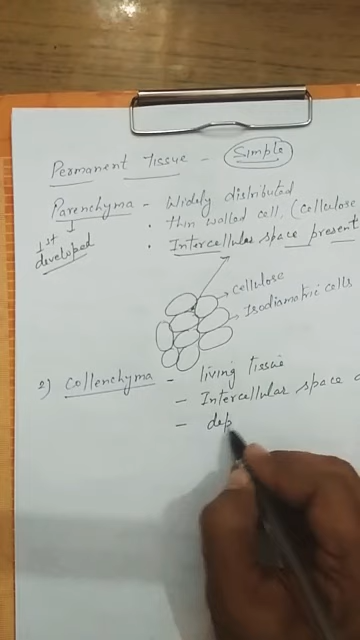 Permanent Tissue - Simple
Parenchyma - Widely distributed
1st developed
. thin walled cell, (cellulose
. Intercellular space present
cellulose
Isodiametric cells
2) Collenchyma - living tissue
- Intercellular space
- dep